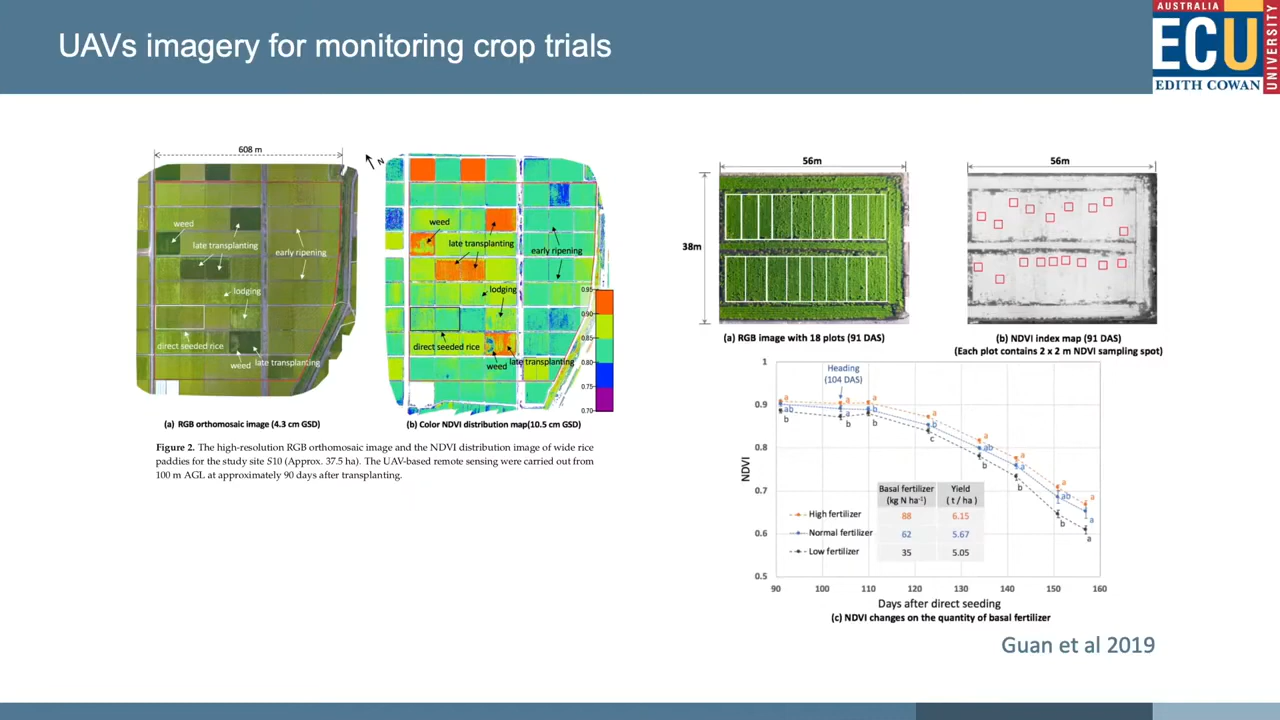 UAVs imagery for monitoring crop trials
AUSTRALIA
ECU
EDITH COWAN
UNIVERSITY
608 m
N
weed
late transplanting
early ripening
lodging
direct seeded rice
weed
late transplanting
(a) RGB orthomosaic image (4.3 cm GSD)
weed
late transplanting
early ripening
lodging
direct seeded rice
weed
late transplanting
0.95
0.90
0.85
0.80
0.75
0.70
(b) Color NDVI distribution map(10.5 cm GSD)
Figure 2. The high-resolution RGB orthomosaic image and the NDVI distribution image of wide rice
paddies for the study site S10 (Approx. 37.5 ha). The UAV-based remote sensing were carried out from
100 m AGL at approximately 90 days after transplanting.
56m
38m
(a) RGB image with 18 plots (91 DAS)
56m
(b) NDVI index map (91 DAS)
(Each plot contains 2 x 2 m NDVI sampling spot)
1
0.9
0.8
0.7
0.6
0.5
NDVI
Heading
(104 DAS)
a
ab
b
a
a
b
a
b
b
a
b
c
a
ab
b
a
a
b
a
ab
b
a
a
a
Basal fertilizer
(kg N ha-1)
Yield
( t / ha )
High fertilizer 88 6.15
Normal fertilizer 62 5.67
Low fertilizer 35 5.05
90 100 110 120 130 140 150 160
Days after direct seeding
(c) NDVI changes on the quantity of basal fertilizer
Guan et al 2019